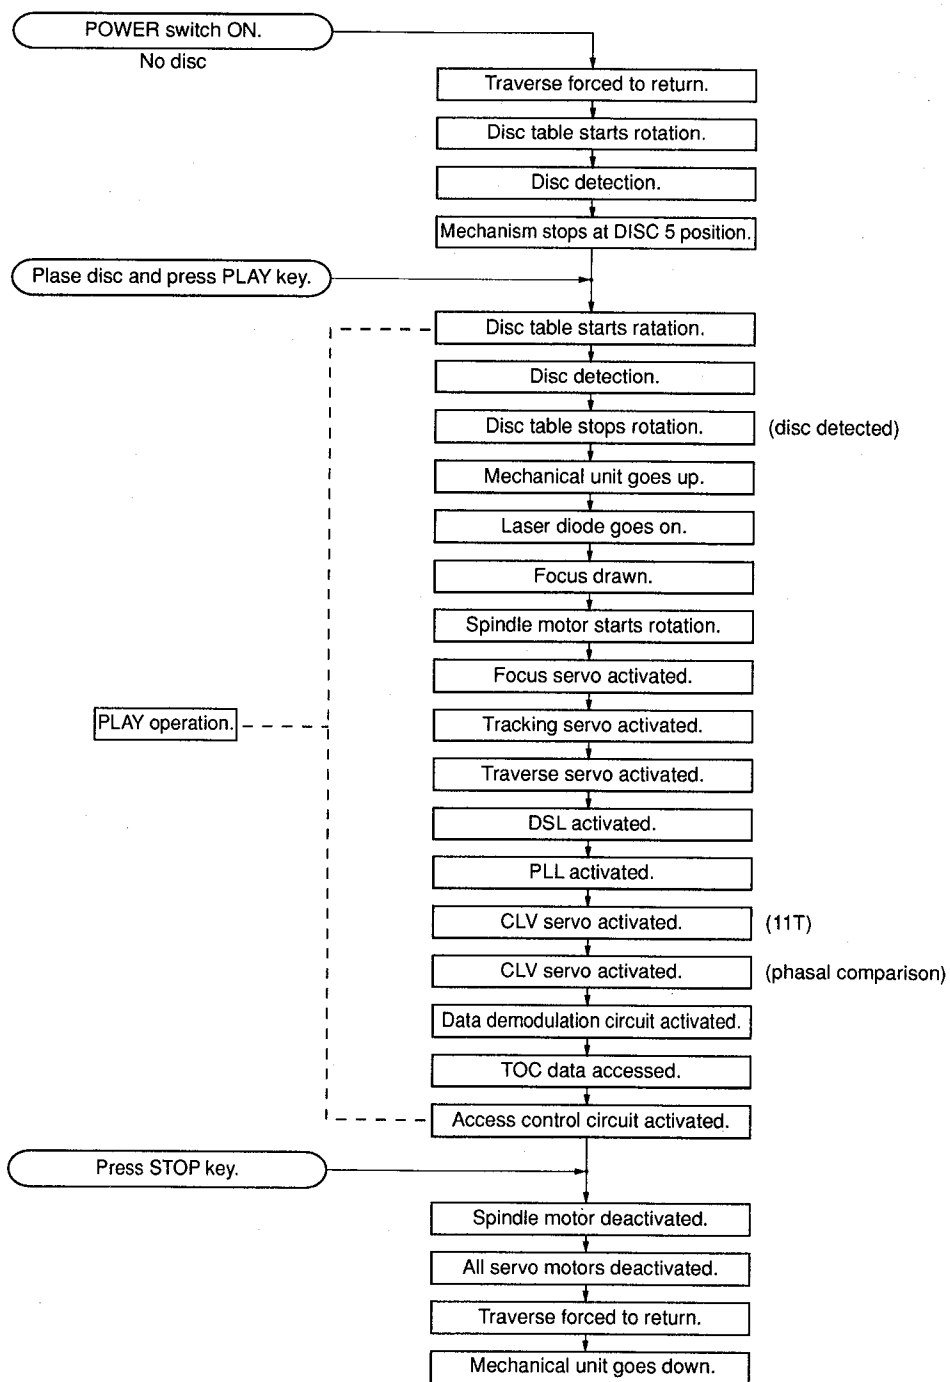 POWER switch ON.
No disc
Traverse forced to return.
Disc table starts rotation.
Disc detection.
Mechanism stops at DISC 5 position.
Plase disc and press PLAY key.
Disc table starts ratation.
Disc detection.
Disc table stops rotation. (disc detected)
Mechanical unit goes up.
Laser diode goes on.
Focus drawn.
Spindle motor starts rotation.
Focus servo activated.
PLAY operation.
Tracking servo activated.
Traverse servo activated.
DSL activated.
PLL activated.
CLV servo activated. (11T)
CLV servo activated. (phasal comparison)
Data demodulation circuit activated.
TOC data accessed.
Access control circuit activated.
Press STOP key.
Spindle motor deactivated.
All servo motors deactivated.
Traverse forced to return.
Mechanical unit goes down.